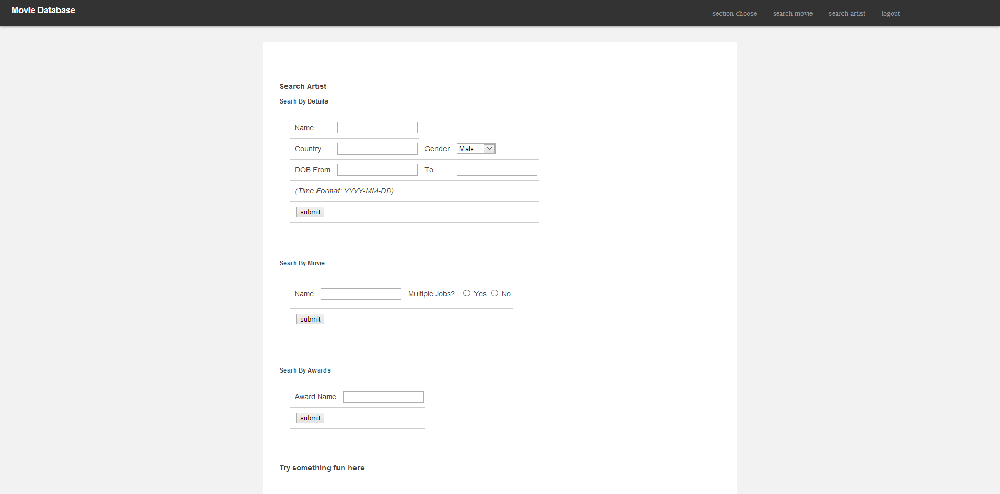 Movie Database
section choose search movie search artist logout
Search Artist
Searh By Details
Name
Country Gender Male
DOB From To
(Time Format: YYYY-MM-DD)
submit
Searh By Movie
Name Multiple Jobs? Yes No
submit
Searh By Awards
Award Name
submit
Try something fun here